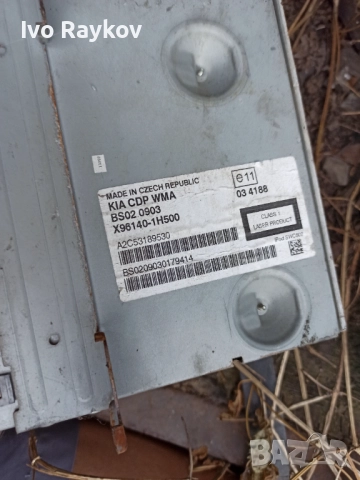 Ivo Raykov
MADE IN CZECH REPUBLIC
KIA CDP WMA
BS02 0903
X96140-1H500
A2C53189530
BS0209030179414
e11
03 4188
CLASS 1
LASER PRODUCT
BAZAR